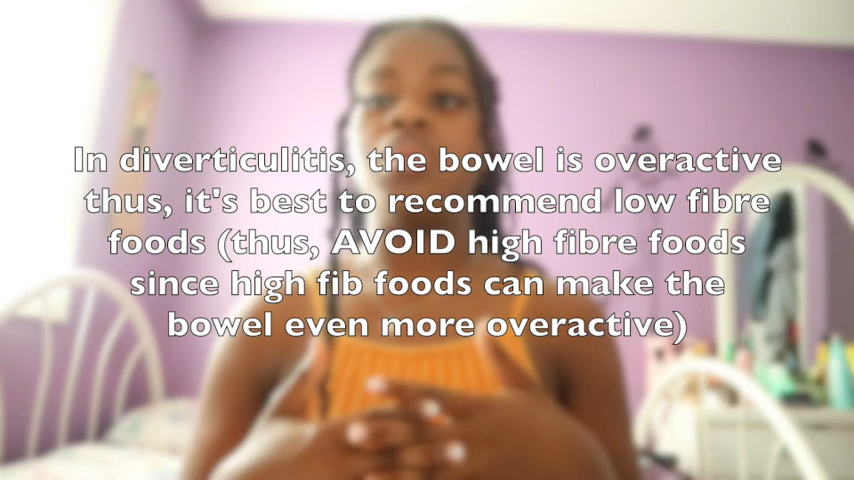 In diverticulitis, the bowel is overactive
thus, it's best to recommend low fibre
foods (thus, AVOID high fibre foods
since high fib foods can make the
bowel even more overactive)